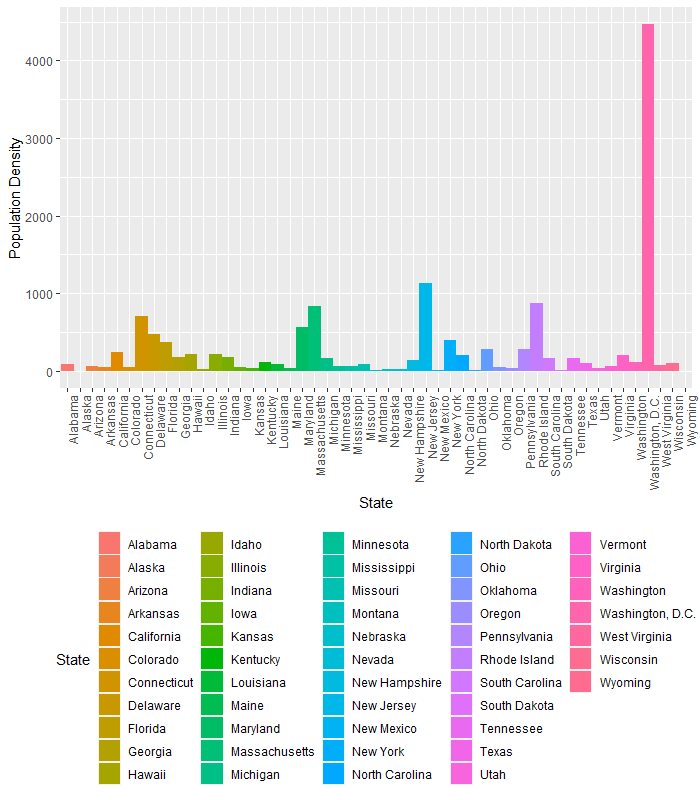 4000
3000
2000
1000
0
Population Density
Alabama
Alaska
Arizona
Arkansas
California
Colorado
Connecticut
Delaware
Florida
Georgia
Hawaii
Idaho
Illinois
Indiana
Iowa
Kansas
Kentucky
Louisiana
Maine
Maryland
Massachusetts
Michigan
Minnesota
Mississippi
Missouri
Montana
Nebraska
Nevada
New Hampshire
New Jersey
New Mexico
New York
North Carolina
North Dakota
Ohio
Oklahoma
Oregon
Pennsylvania
Rhode Island
South Carolina
South Dakota
Tennessee
Texas
Utah
Vermont
Virginia
Washington
Washington, D.C.
West Virginia
Wisconsin
Wyoming
State
State
Alabama
Alaska
Arizona
Arkansas
California
Colorado
Connecticut
Delaware
Florida
Georgia
Hawaii
Idaho
Illinois
Indiana
Iowa
Kansas
Kentucky
Louisiana
Maine
Maryland
Massachusetts
Michigan
Minnesota
Mississippi
Missouri
Montana
Nebraska
Nevada
New Hampshire
New Jersey
New Mexico
New York
North Carolina
North Dakota
Ohio
Oklahoma
Oregon
Pennsylvania
Rhode Island
South Carolina
South Dakota
Tennessee
Texas
Utah
Vermont
Virginia
Washington
Washington, D.C.
West Virginia
Wisconsin
Wyoming